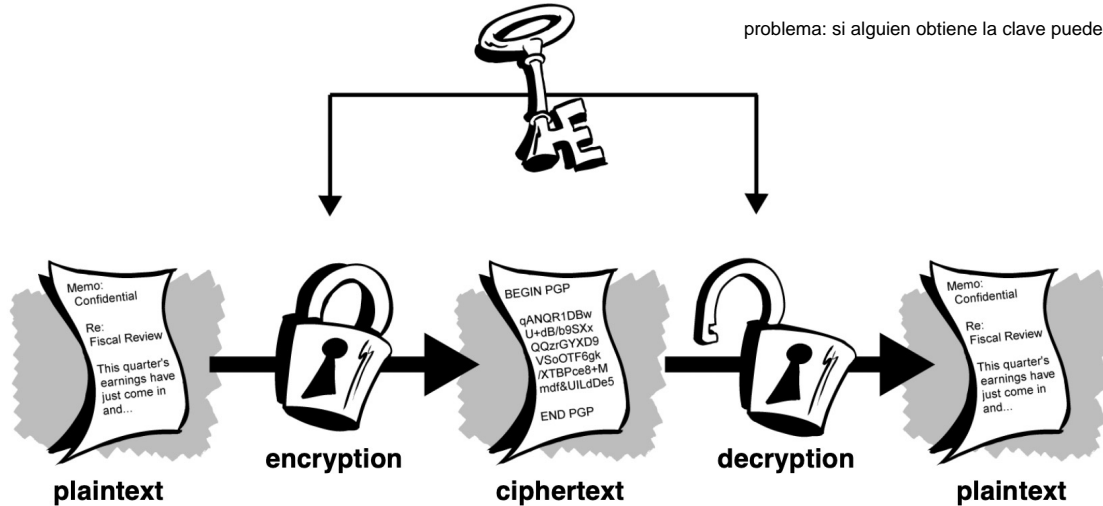 problema: si alguien obtiene la clave puede
Memo:
Confidential
Re:
Fiscal Review
This quarter's
earnings have
just come in
and...
BEGIN PGP
qANQR1DBw
U+dB/b9SXx
QQzrGYXD9
VSoOTF6gk
/XTBPce8+M
mdf&UILdDe5
END PGP
Memo:
Confidential
Re:
Fiscal Review
This quarter's
earnings have
just come in
and...
encryption
decryption
plaintext
ciphertext
plaintext